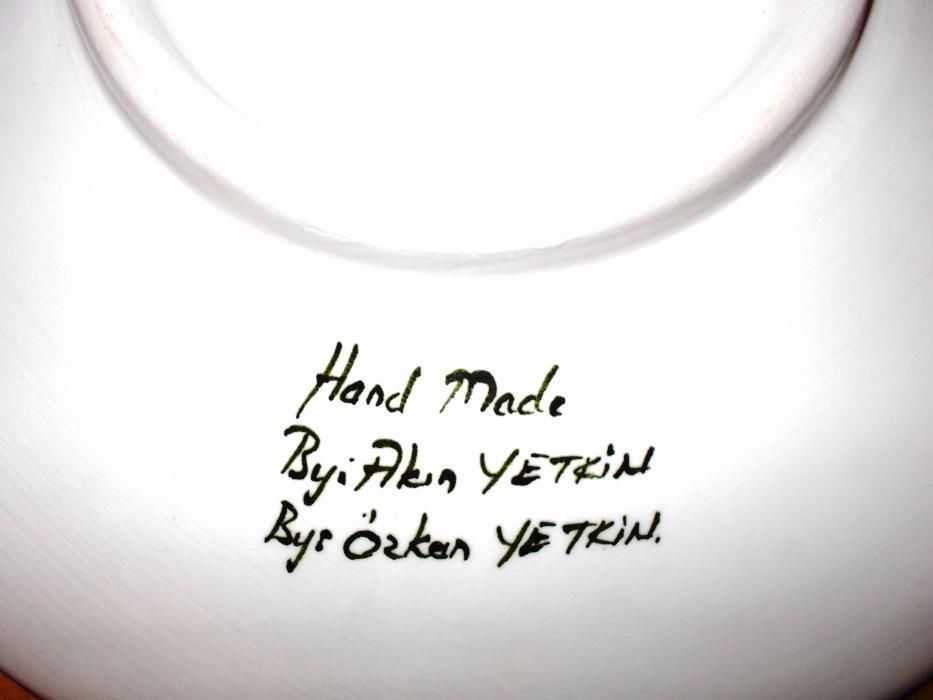 Hand Made
By: Akın YETKİN
By: Özkan YETKİN.